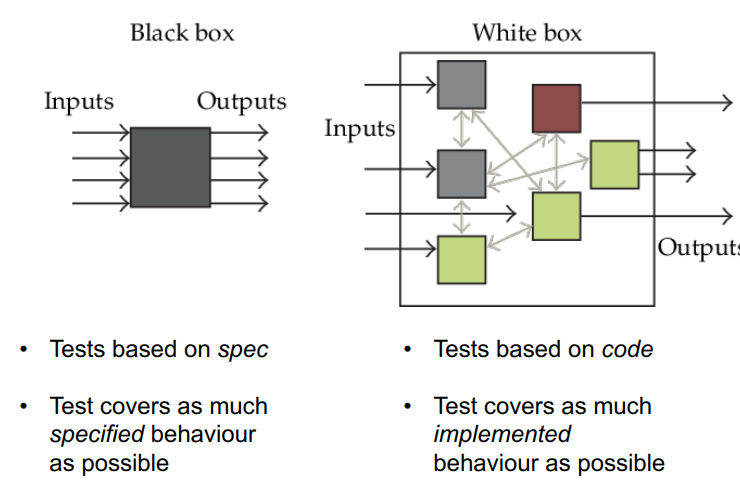 Black box
Inputs
Outputs
• Tests based on spec
• Test covers as much
specified behaviour
as possible
White box
Inputs
Outputs
• Tests based on code
• Test covers as much
implemented
behaviour as possible